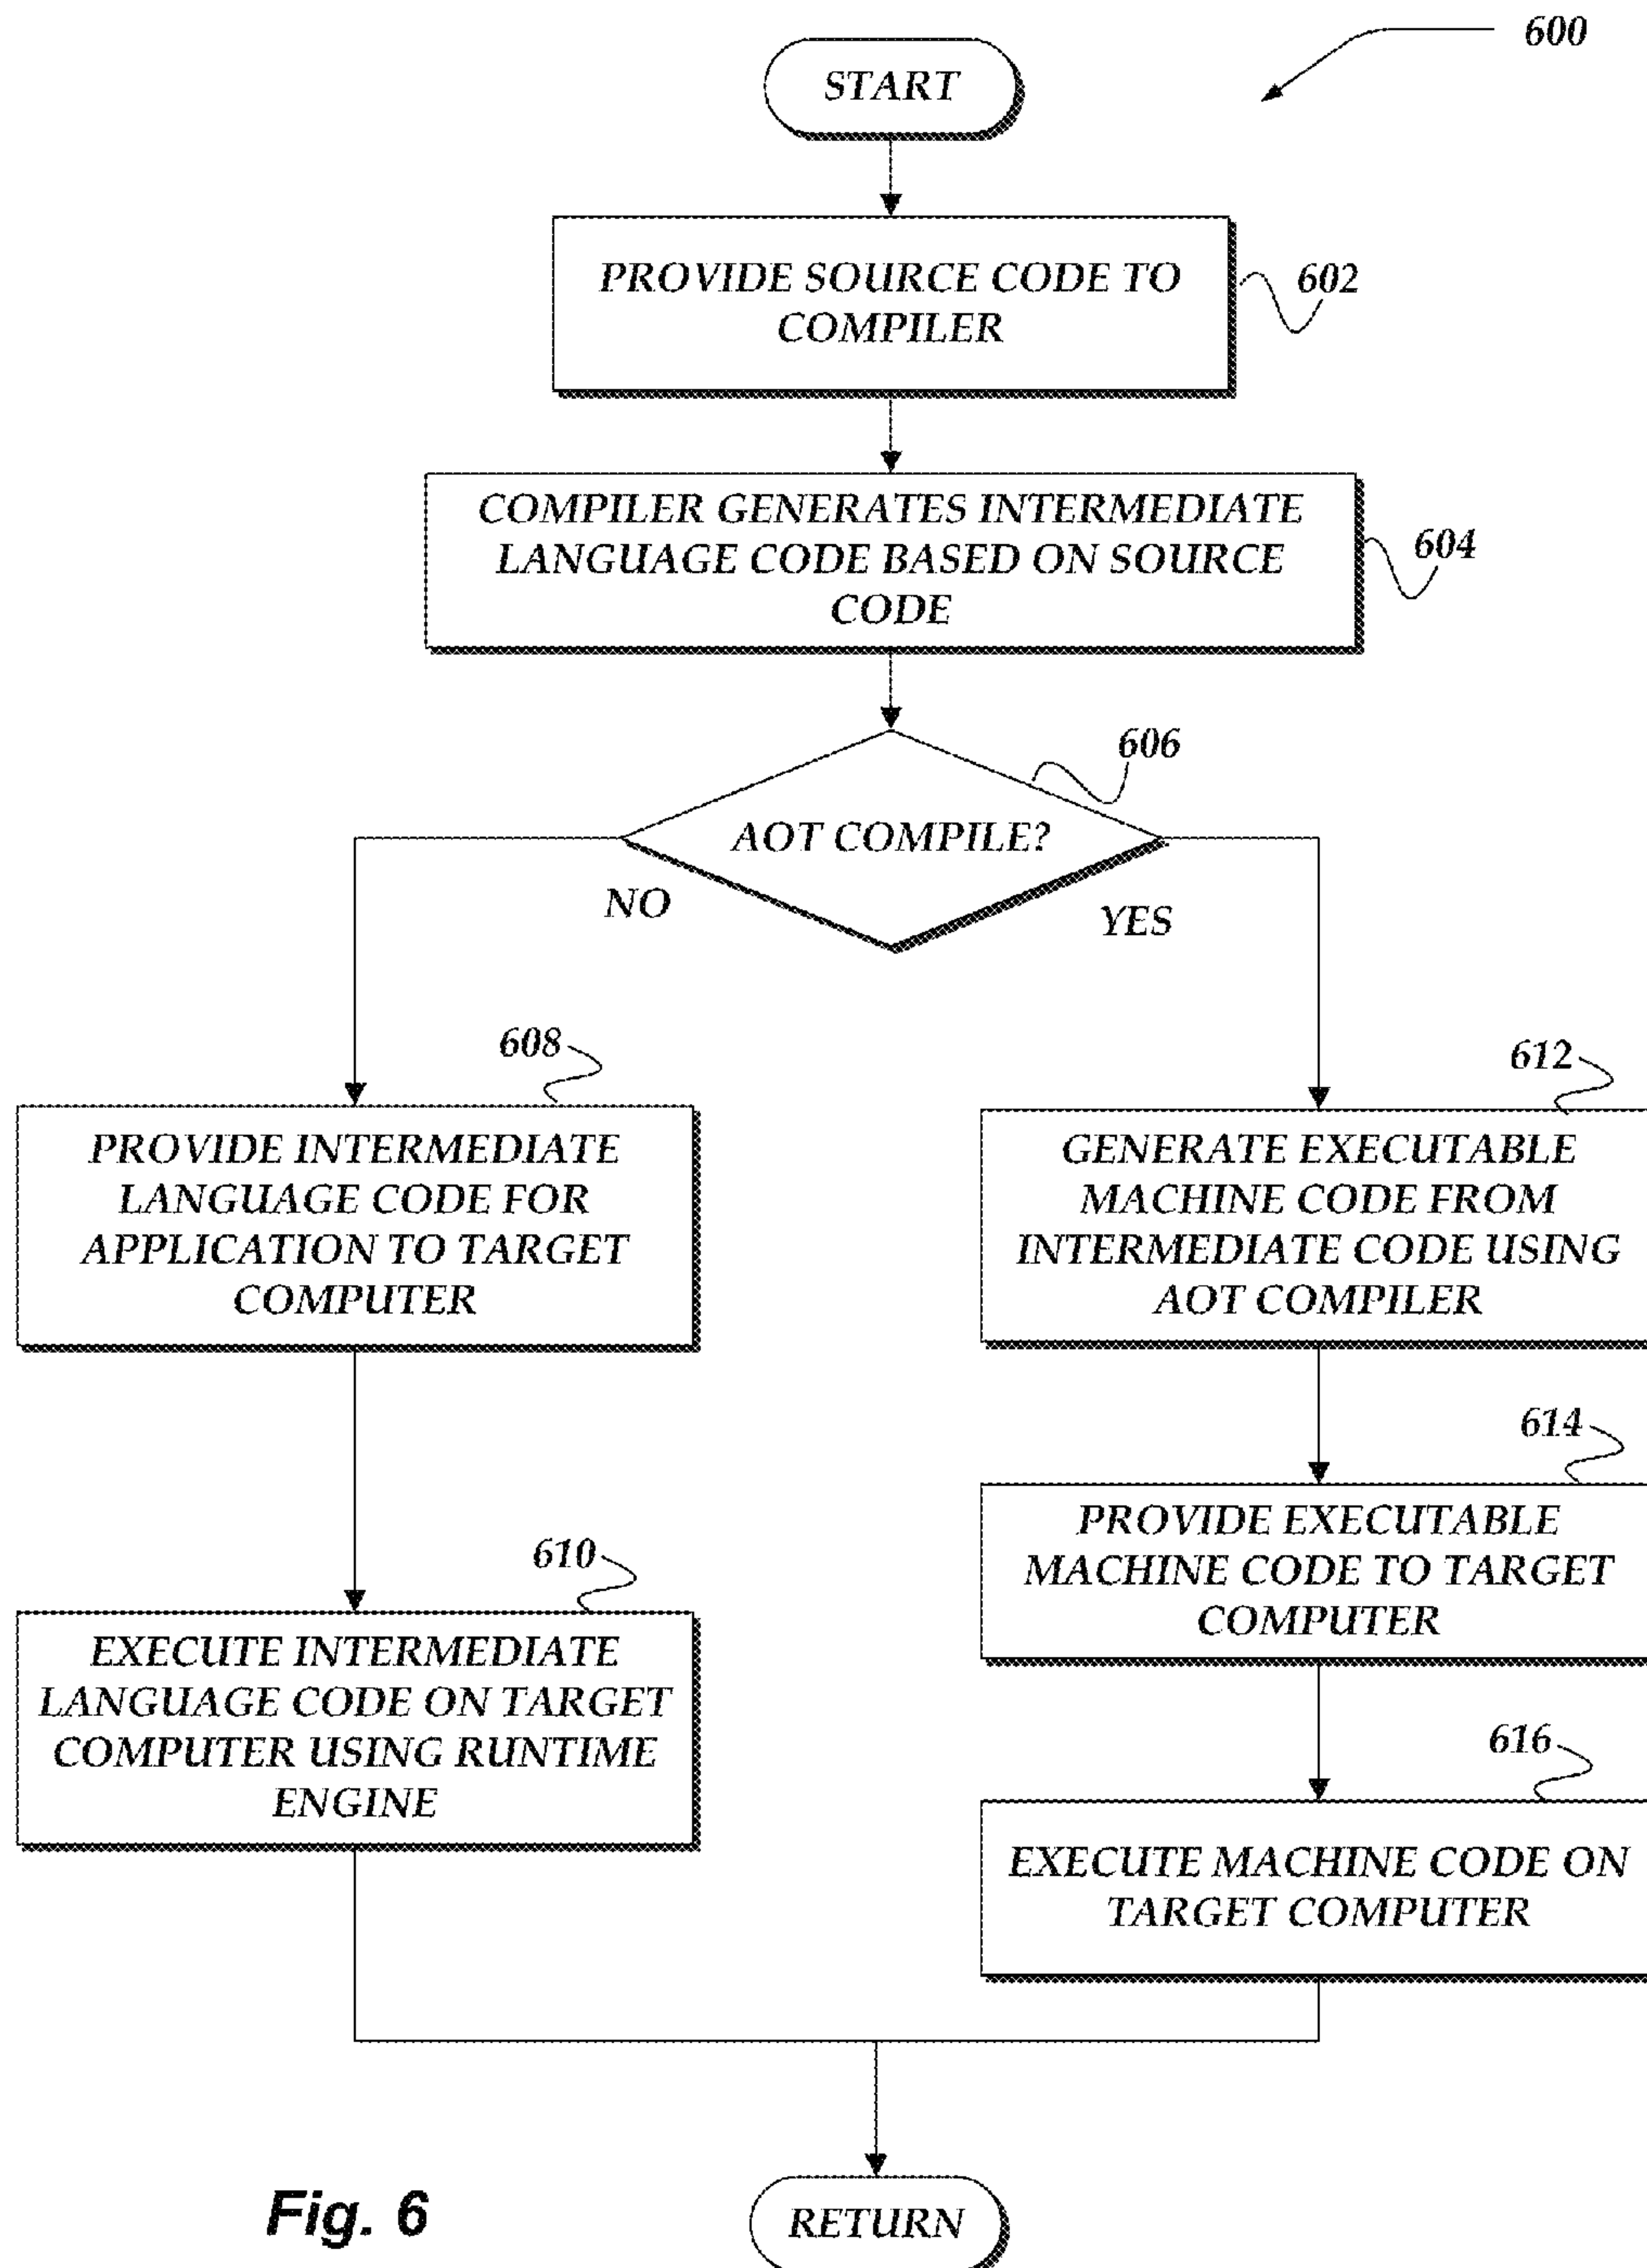 600
START
PROVIDE SOURCE CODE TO
COMPILER
602
COMPILER GENERATES INTERMEDIATE
LANGUAGE CODE BASED ON SOURCE
CODE
604
606
AOT COMPILE?
NO
YES
608
PROVIDE INTERMEDIATE
LANGUAGE CODE FOR
APPLICATION TO TARGET
COMPUTER
612
GENERATE EXECUTABLE
MACHINE CODE FROM
INTERMEDIATE CODE USING
AOT COMPILER
614
PROVIDE EXECUTABLE
MACHINE CODE TO TARGET
COMPUTER
610
EXECUTE INTERMEDIATE
LANGUAGE CODE ON TARGET
COMPUTER USING RUNTIME
ENGINE
616
EXECUTE MACHINE CODE ON
TARGET COMPUTER
Fig. 6
RETURN